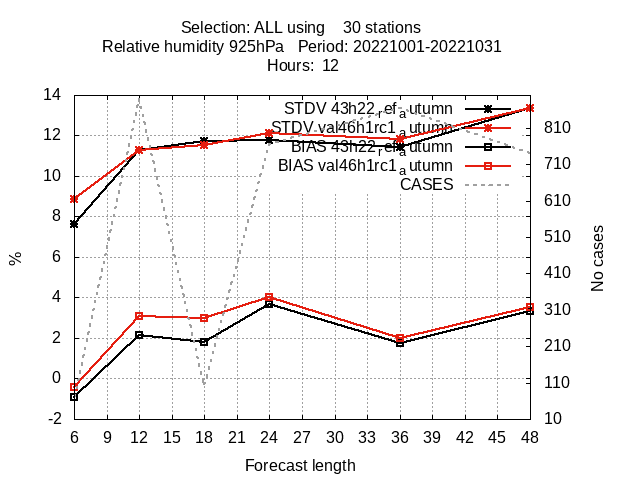 Selection: ALL using    30 stations
Relative humidity 925hPa   Period: 20221001-20221031
Hours:  12
STDV 43h22_ref_autumn
STDV val46h1rc1_autumn
BIAS 43h22_ref_autumn
BIAS val46h1rc1_autumn
CASES
14
12
10
8
6
4
2
0
-2
%
810
710
610
510
410
310
210
110
10
No cases
6 9 12 15 18 21 24 27 30 33 36 39 42 45 48
Forecast length